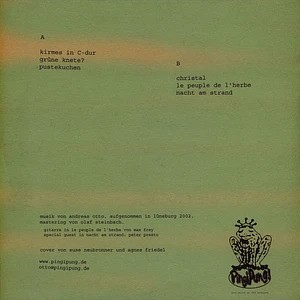 A
kirmes in C-dur
grüne knete?
pustekuchen
B
christal
le peuple de l'herbe
nacht am strand
musik von andreas otto. aufgenommen in lüneburg 2002.
mastering von olaf steinbach.
gitarre in le peuple de l'herbe von max frey
special guest in nacht am strand: peter presto
cover von suse neubronner und agnes friedel
www.pingipung.de
otto@pingipung.de
Pingipung!